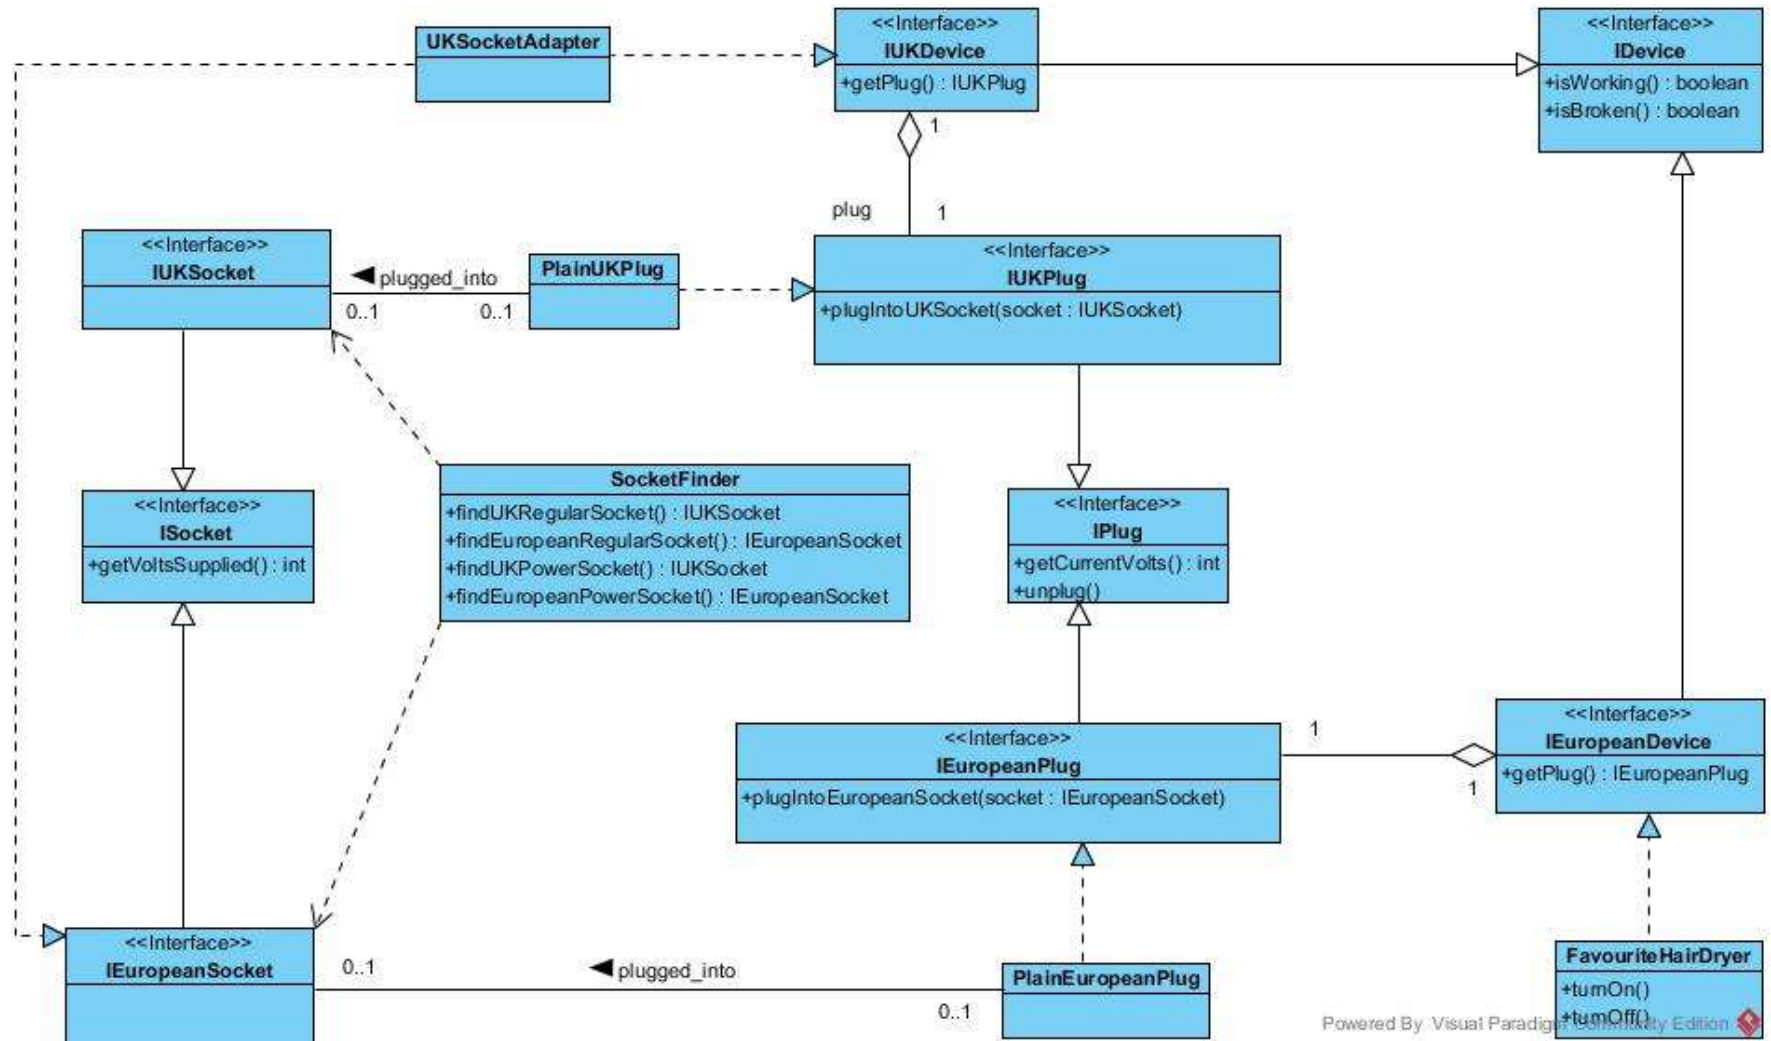 UKSocketAdapter
<<Interface>>
IUKDevice
+getPlug() : IUKPlug
<<Interface>>
IDevice
+isWorking() : boolean
+isBroken() : boolean
1
plug
1
<<Interface>>
IUKSocket
plugged_into
0..1
0..1
PlainUKPlug
<<Interface>>
IUKPlug
+plugIntoUKSocket(socket : IUKSocket)
<<Interface>>
ISocket
+getVoltsSupplied() : int
SocketFinder
+findUKRegularSocket() : IUKSocket
+findEuropeanRegularSocket() : IEuropeanSocket
+findUKPowerSocket() : IUKSocket
+findEuropeanPowerSocket() : IEuropeanSocket
<<Interface>>
IPlug
+getCurrentVolts() : int
+unplug()
<<Interface>>
IEuropeanPlug
+plugIntoEuropeanSocket(socket : IEuropeanSocket)
1
1
<<Interface>>
IEuropeanDevice
+getPlug() : IEuropeanPlug
<<Interface>>
IEuropeanSocket
0..1
plugged_into
0..1
PlainEuropeanPlug
FavouriteHairDryer
+turnOn()
+turnOff()
Powered By Visual Paradigm Community Edition